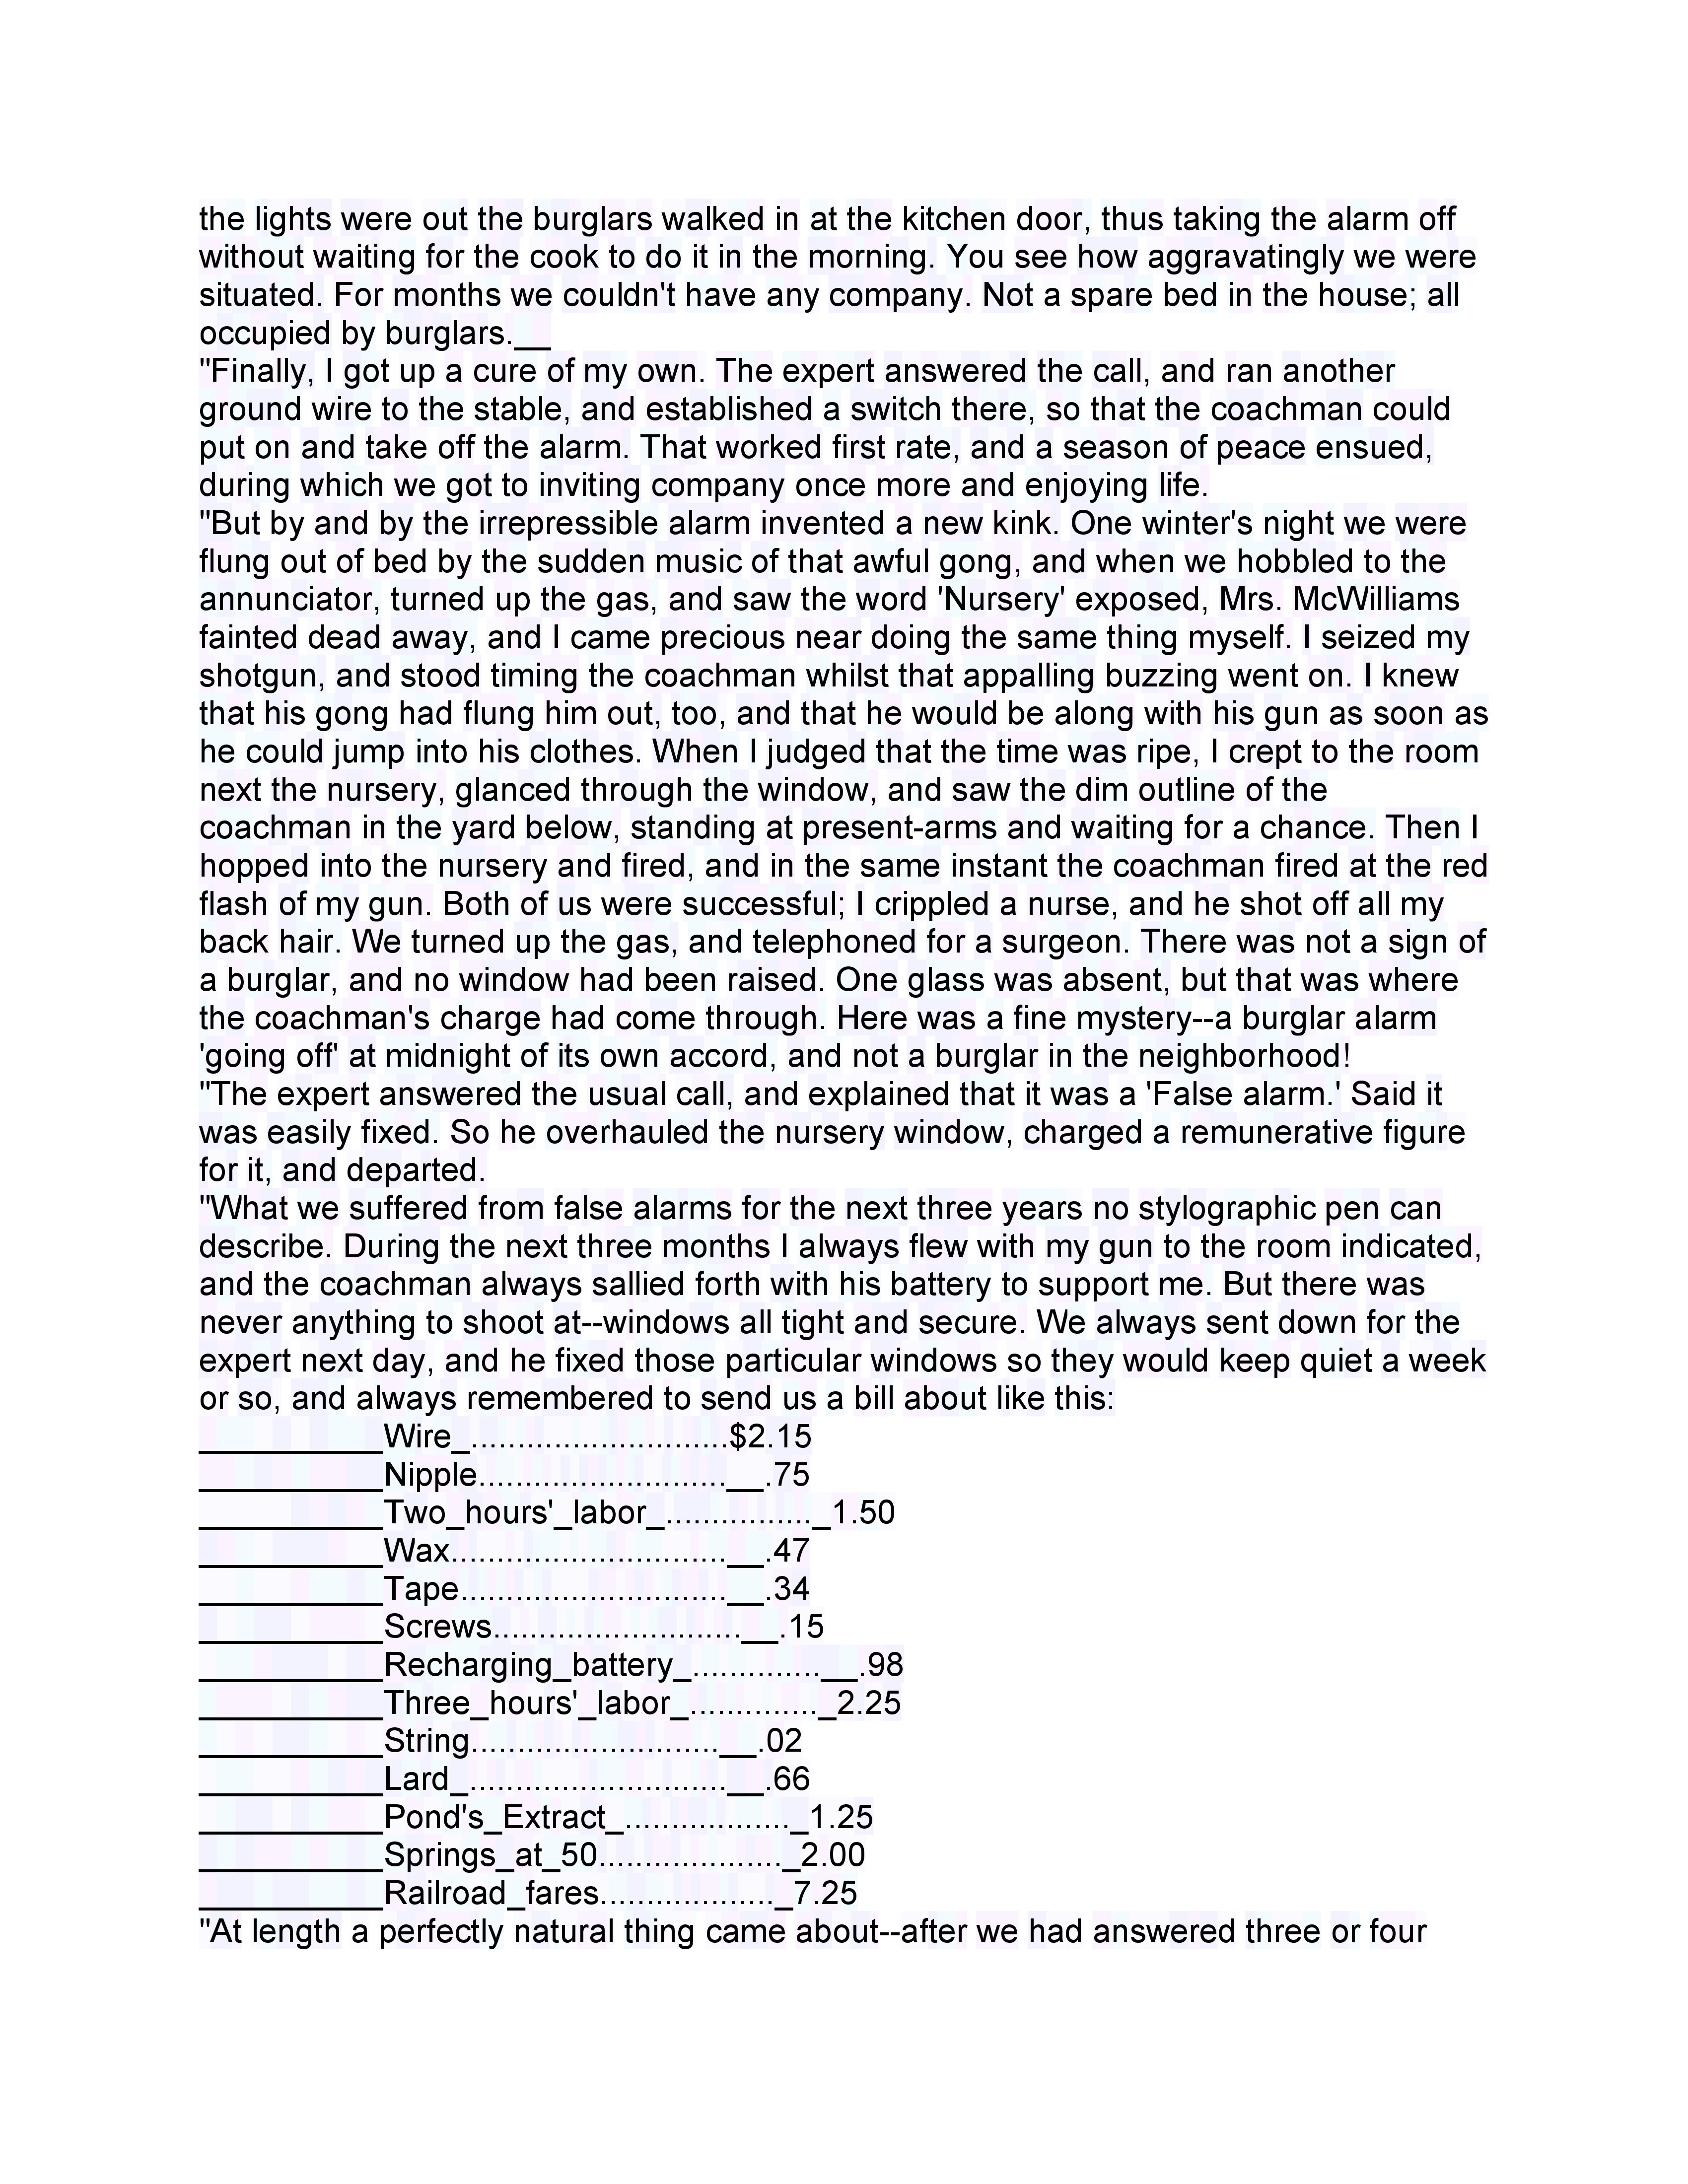 the lights were out the burglars walked in at the kitchen door, thus taking the alarm off
without waiting for the cook to do it in the morning. You see how aggravatingly we were
situated. For months we couldn't have any company. Not a spare bed in the house; all
occupied by burglars.__
"Finally, I got up a cure of my own. The expert answered the call, and ran another
ground wire to the stable, and established a switch there, so that the coachman could
put on and take off the alarm. That worked first rate, and a season of peace ensued,
during which we got to inviting company once more and enjoying life.
"But by and by the irrepressible alarm invented a new kink. One winter's night we were
flung out of bed by the sudden music of that awful gong, and when we hobbled to the
annunciator, turned up the gas, and saw the word 'Nursery' exposed, Mrs. McWilliams
fainted dead away, and I came precious near doing the same thing myself. I seized my
shotgun, and stood timing the coachman whilst that appalling buzzing went on. I knew
that his gong had flung him out, too, and that he would be along with his gun as soon as
he could jump into his clothes. When I judged that the time was ripe, I crept to the room
next the nursery, glanced through the window, and saw the dim outline of the
coachman in the yard below, standing at present-arms and waiting for a chance. Then I
hopped into the nursery and fired, and in the same instant the coachman fired at the red
flash of my gun. Both of us were successful; I crippled a nurse, and he shot off all my
back hair. We turned up the gas, and telephoned for a surgeon. There was not a sign of
a burglar, and no window had been raised. One glass was absent, but that was where
the coachman's charge had come through. Here was a fine mystery--a burglar alarm
'going off' at midnight of its own accord, and not a burglar in the neighborhood!
"The expert answered the usual call, and explained that it was a 'False alarm.' Said it
was easily fixed. So he overhauled the nursery window, charged a remunerative figure
for it, and departed.
"What we suffered from false alarms for the next three years no stylographic pen can
describe. During the next three months I always flew with my gun to the room indicated,
and the coachman always sallied forth with his battery to support me. But there was
never anything to shoot at--windows all tight and secure. We always sent down for the
expert next day, and he fixed those particular windows so they would keep quiet a week
or so, and always remembered to send us a bill about like this:
__________Wire_............................$2.15
__________Nipple...........................__.75
__________Two_hours'_labor_................_1.50
__________Wax..............................__.47
__________Tape.............................__.34
__________Screws...........................__.15
__________Recharging_battery_..............__.98
__________Three_hours'_labor_.............._2.25
__________String...........................__.02
__________Lard_............................__.66
__________Pond's_Extract_.................._1.25
__________Springs_at_50...................._2.00
__________Railroad_fares..................._7.25
"At length a perfectly natural thing came about--after we had answered three or four